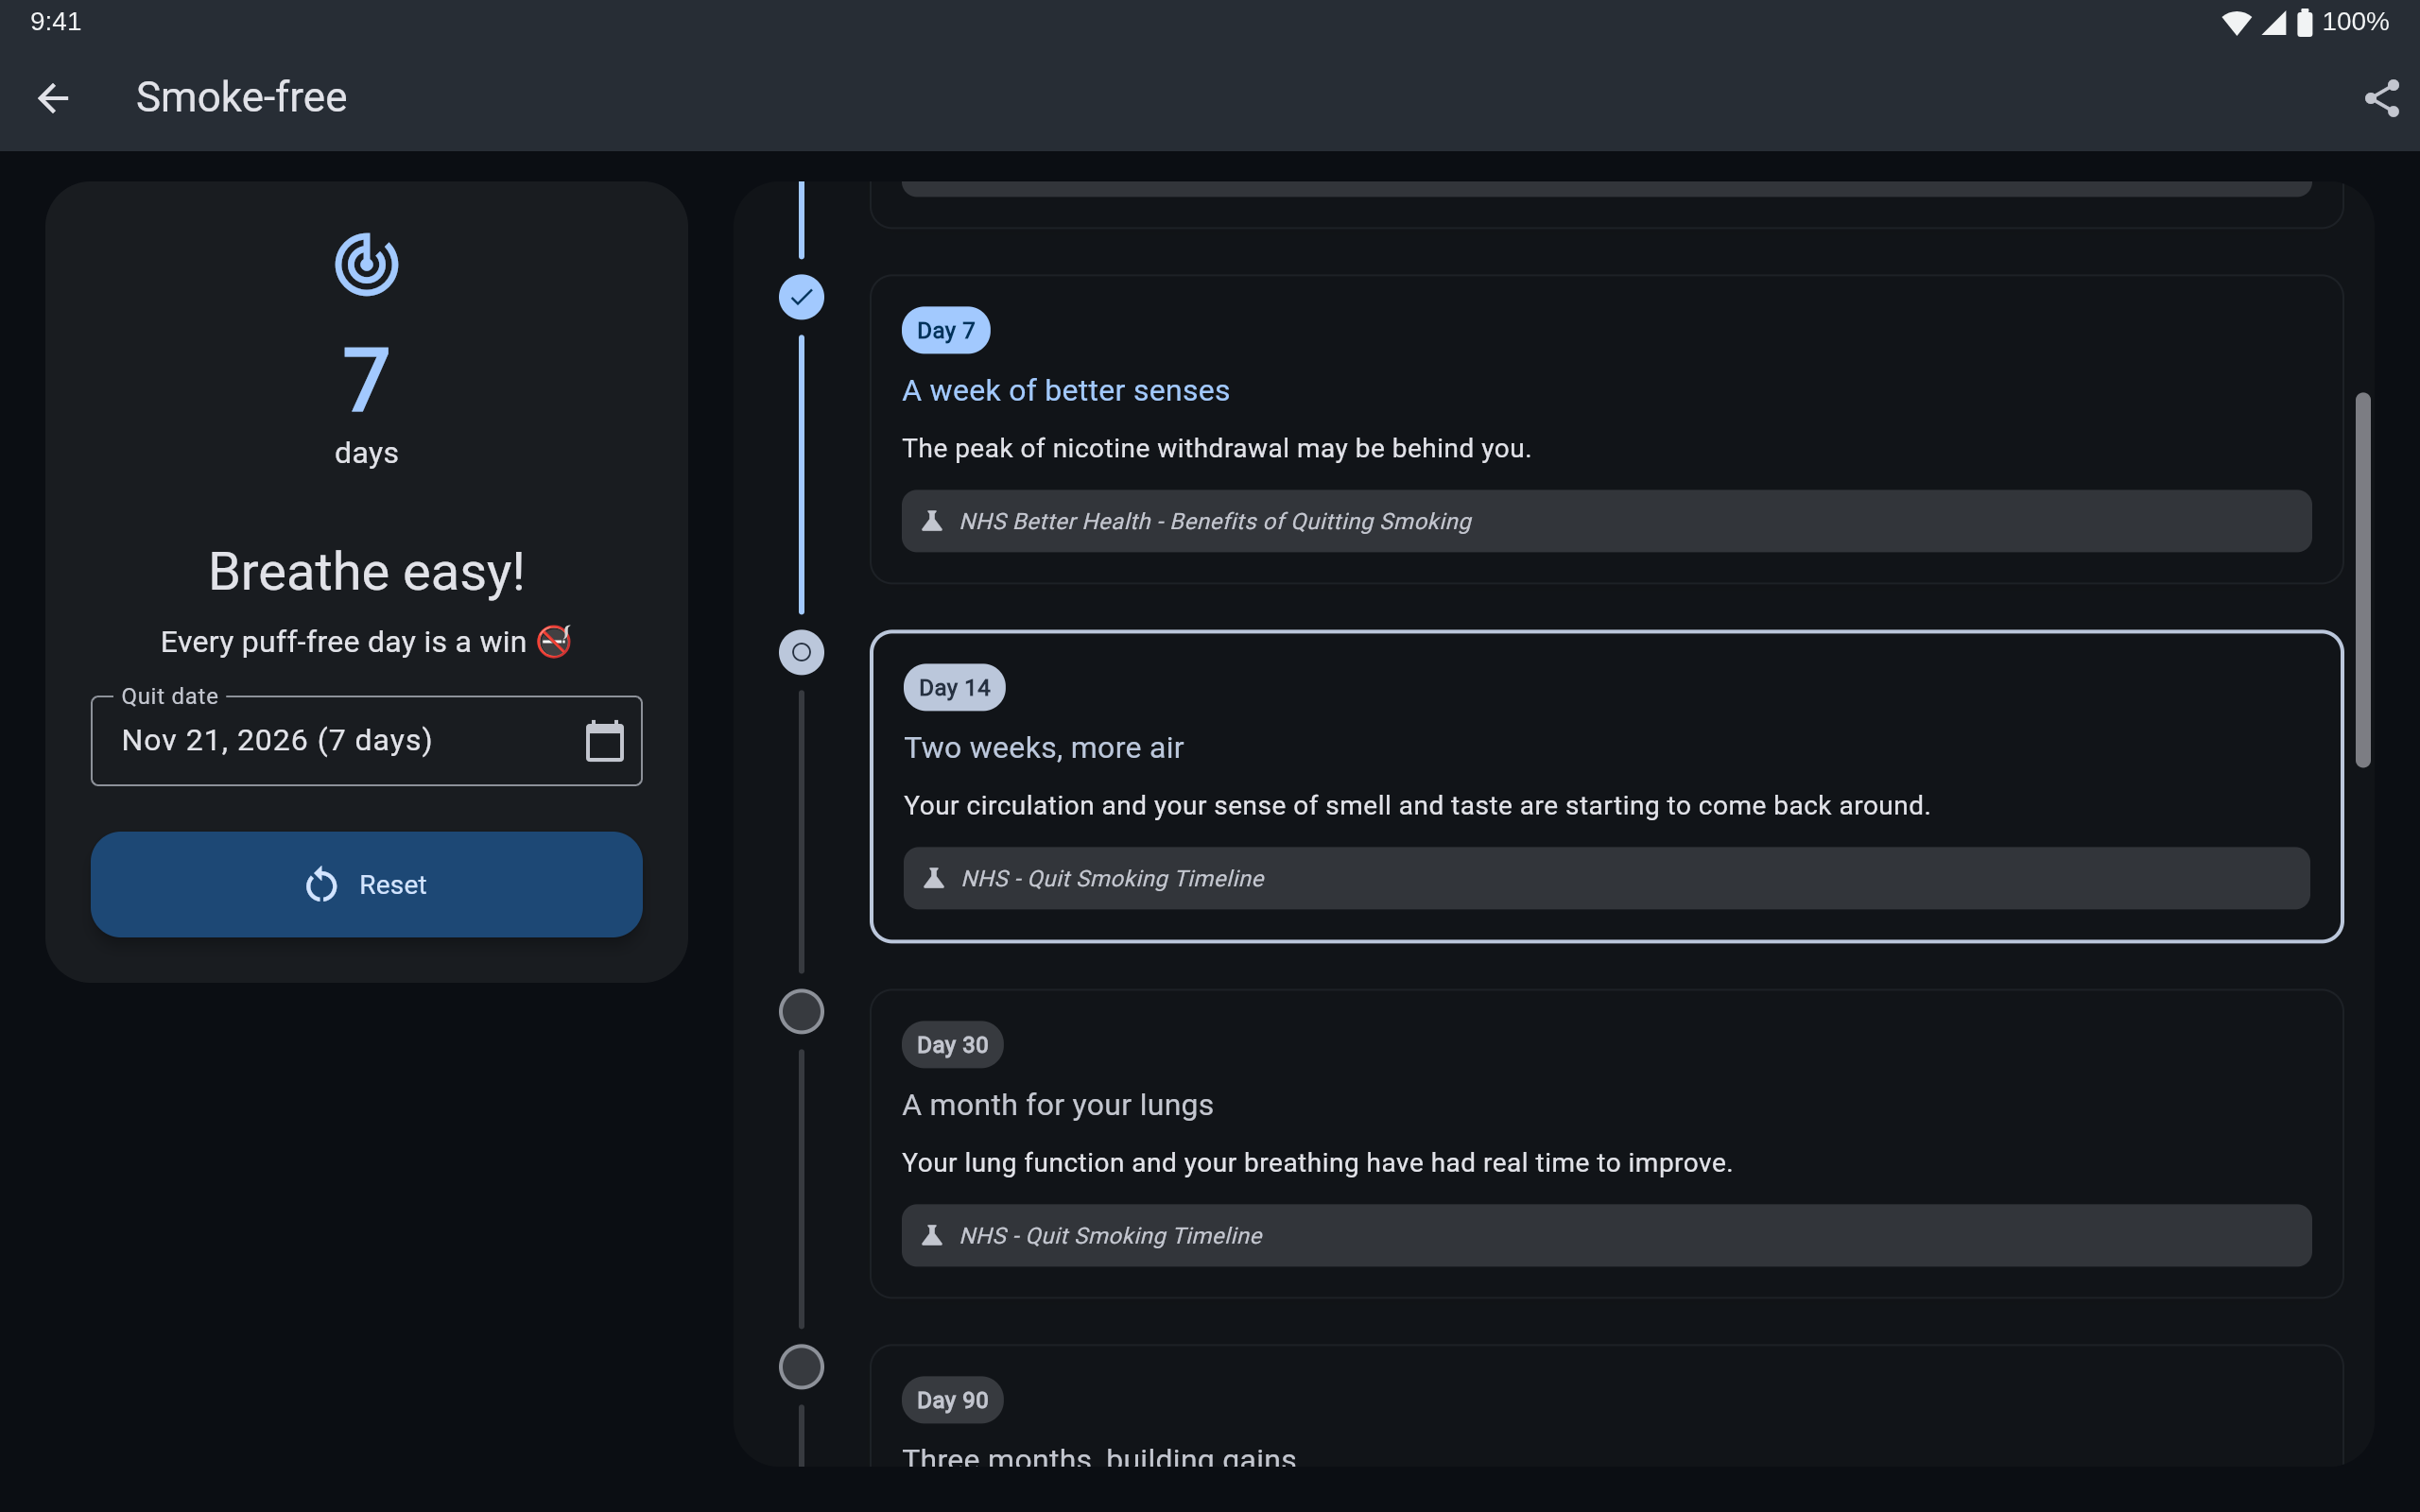 9:41
100%
Smoke-free
7
days
Breathe easy!
Every puff-free day is a win 🚭
Quit date
Nov 21, 2026 (7 days)
Reset
Day 7
A week of better senses
The peak of nicotine withdrawal may be behind you.
NHS Better Health - Benefits of Quitting Smoking
Day 14
Two weeks, more air
Your circulation and your sense of smell and taste are starting to come back around.
NHS - Quit Smoking Timeline
Day 30
A month for your lungs
Your lung function and your breathing have had real time to improve.
NHS - Quit Smoking Timeline
Day 90
Three months, building gains